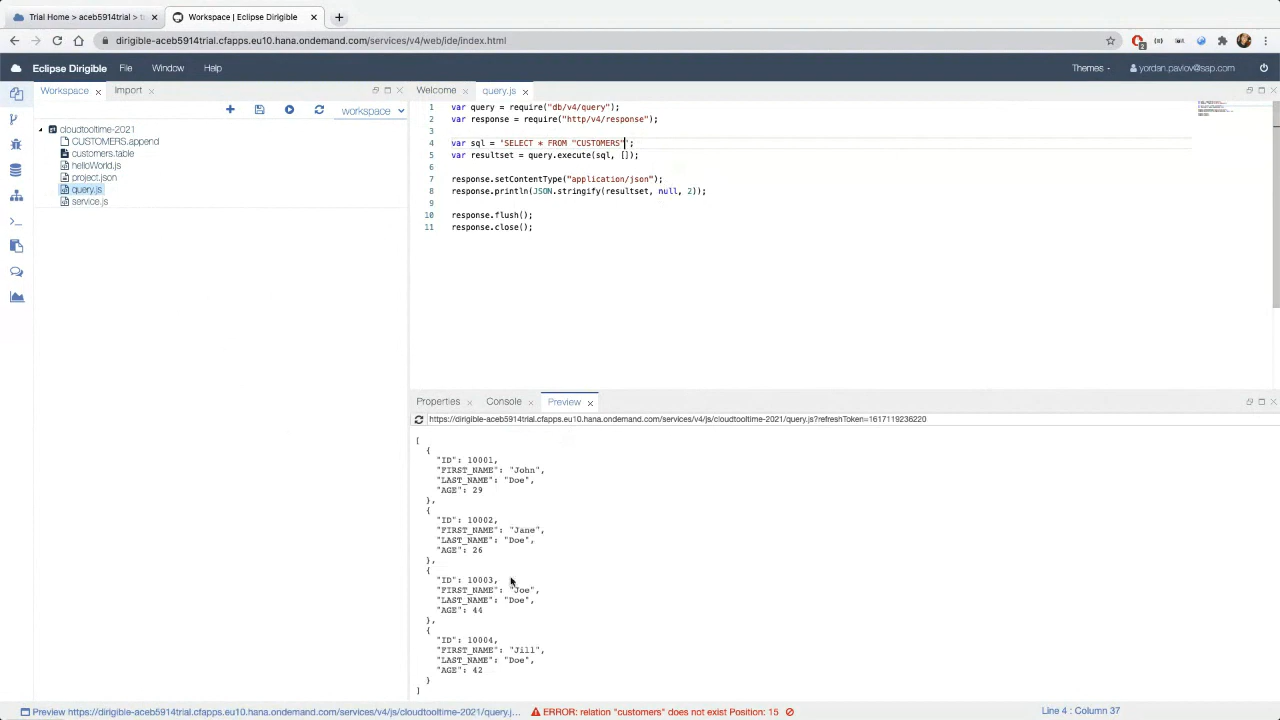 Trial Home > aceb5914trial >
Workspace | Eclipse Dirigible
dirigible-aceb5914trial.cfapps.eu10.hana.ondemand.com/services/v4/web/ide/index.html
Eclipse Dirigible
File
Window
Help
Themes
yordan.pavlov@sap.com
Workspace
Import
workspace
cloudtooltime-2021
CUSTOMERS.append
customers.table
helloWorld.js
project.json
query.js
service.js
Welcome
query.js
1 var query = require("db/v4/query");
2 var response = require("http/v4/response");
3
4 var sql = 'SELECT * FROM "CUSTOMERS"';
5 var resultset = query.execute(sql, []);
6
7 response.setContentType("application/json");
8 response.println(JSON.stringify(resultset, null, 2));
9
10 response.flush();
11 response.close();
Properties
Console
Preview
https://dirigible-aceb5914trial.cfapps.eu10.hana.ondemand.com/services/v4/js/cloudtooltime-2021/query.js?refreshToken=1617119236220
[
{
"ID": 10001,
"FIRST_NAME": "John",
"LAST_NAME": "Doe",
"AGE": 29
},
{
"ID": 10002,
"FIRST_NAME": "Jane",
"LAST_NAME": "Doe",
"AGE": 26
},
{
"ID": 10003,
"FIRST_NAME": "Joe",
"LAST_NAME": "Doe",
"AGE": 44
},
{
"ID": 10004,
"FIRST_NAME": "Jill",
"LAST_NAME": "Doe",
"AGE": 42
}
]
Preview https://dirigible-aceb5914trial.cfapps.eu10.hana.ondemand.com/services/v4/js/cloudtooltime-2021/query.j...
ERROR: relation "customers" does not exist Position: 15
Line 4 : Column 37